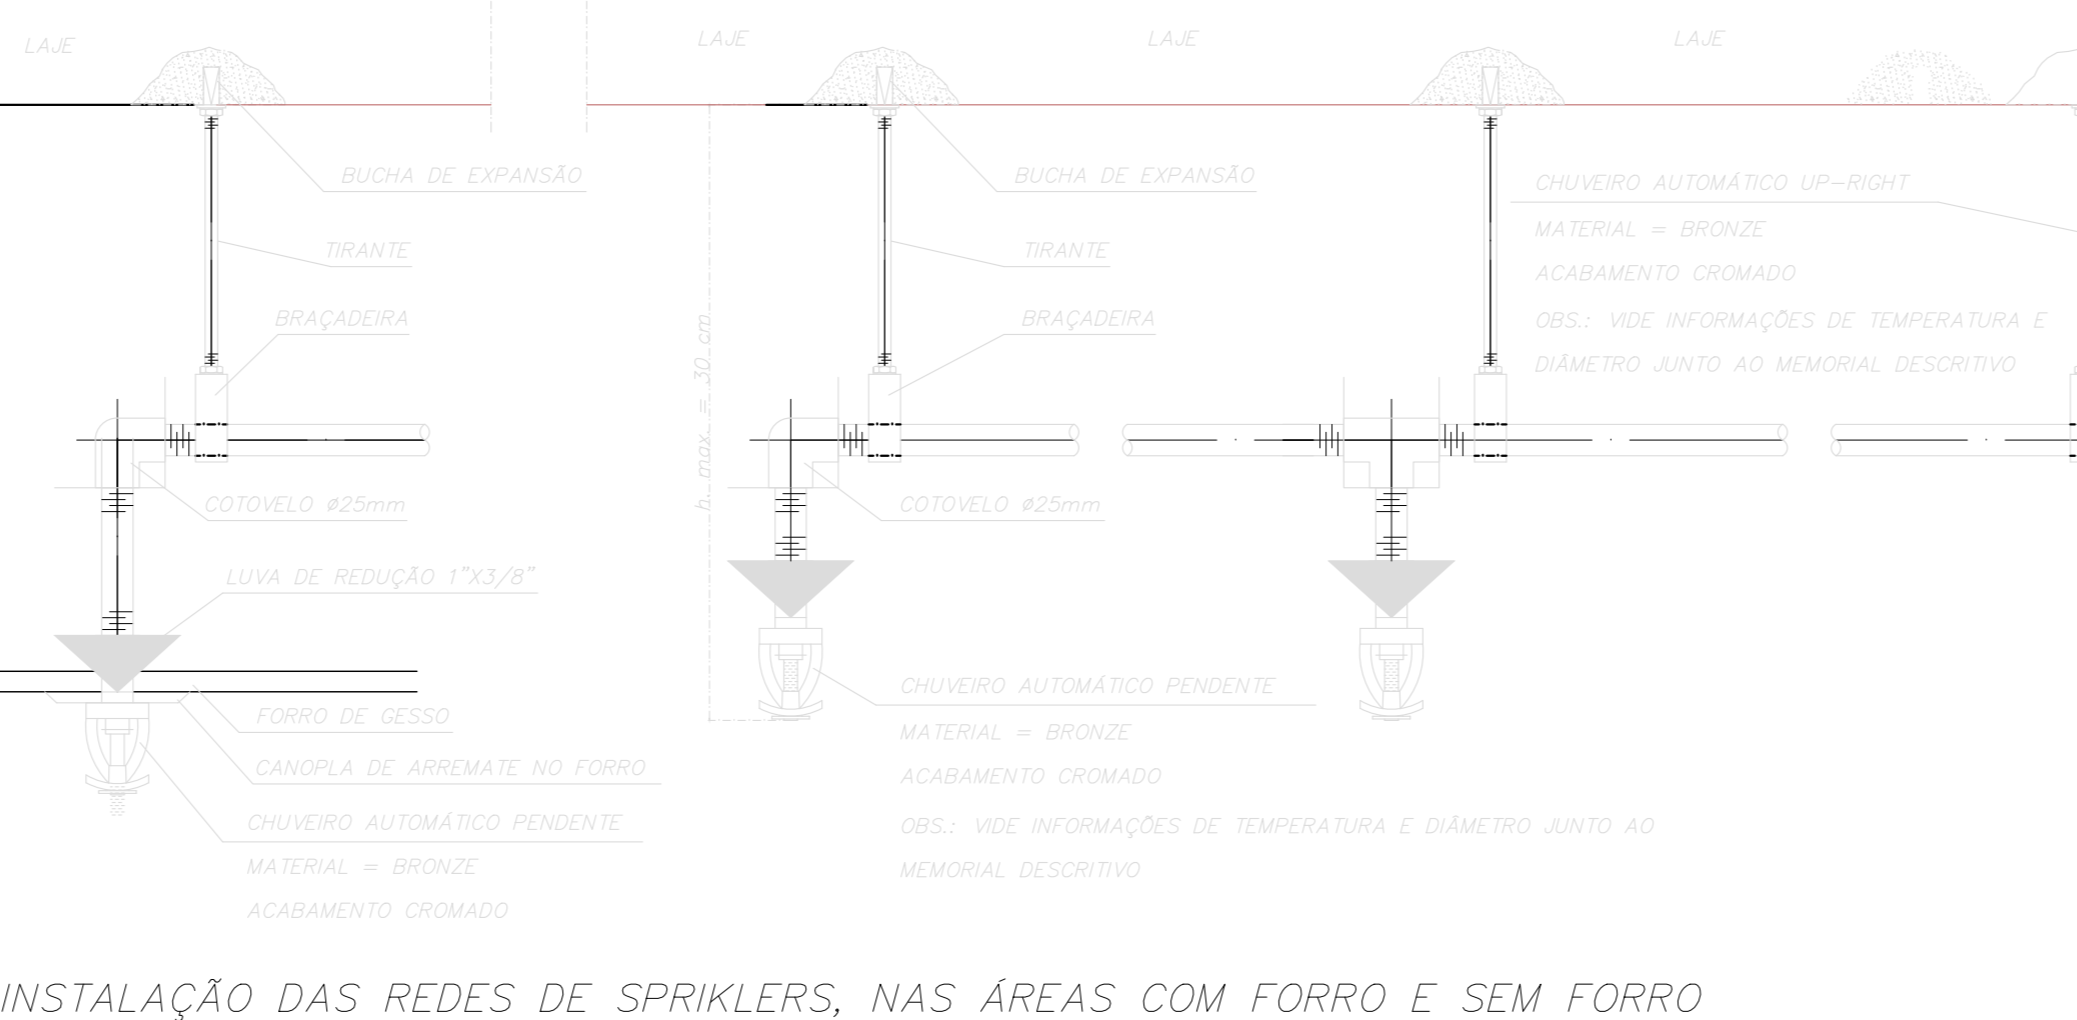 LAJE
LAJE
LAJE
LAJE
BUCHA DE EXPANSÃO
TIRANTE
BRAÇADEIRA
COTOVELO ø25mm
LUVA DE REDUÇÃO 1"X3/8"
FORRO DE GESSO
CANOPLA DE ARREMATE NO FORRO
CHUVEIRO AUTOMÁTICO PENDENTE
MATERIAL = BRONZE
ACABAMENTO CROMADO
h. max. = 30 cm
BUCHA DE EXPANSÃO
TIRANTE
BRAÇADEIRA
COTOVELO ø25mm
CHUVEIRO AUTOMÁTICO PENDENTE
MATERIAL = BRONZE
ACABAMENTO CROMADO
OBS.: VIDE INFORMAÇÕES DE TEMPERATURA E DIÂMETRO JUNTO AO
MEMORIAL DESCRITIVO
CHUVEIRO AUTOMÁTICO UP-RIGHT
MATERIAL = BRONZE
ACABAMENTO CROMADO
OBS.: VIDE INFORMAÇÕES DE TEMPERATURA E
DIÂMETRO JUNTO AO MEMORIAL DESCRITIVO
INSTALAÇÃO DAS REDES DE SPRIKLERS, NAS ÁREAS COM FORRO E SEM FORRO